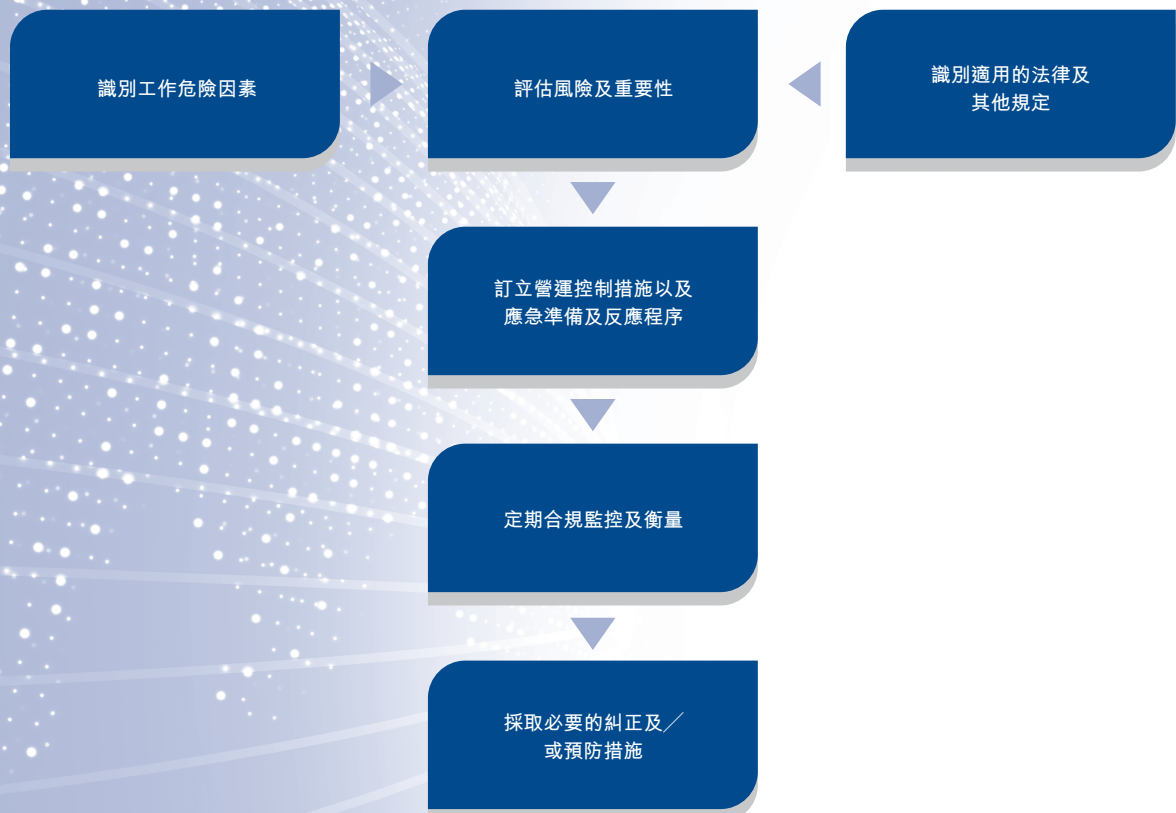 識別工作危險因素
評估風險及重要性
識別適用的法律及
其他規定
訂立營運控制措施以及
應急準備及反應程序
定期合規監控及衡量
採取必要的糾正及╱
或預防措施